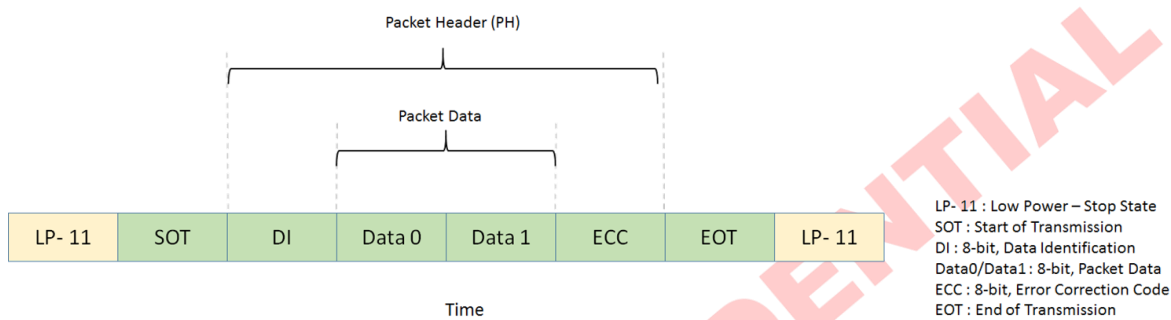 Packet Header (PH)
Packet Data
LP- 11 SOT DI Data 0 Data 1 ECC EOT LP- 11
Time
LP- 11 : Low Power – Stop State
SOT : Start of Transmission
DI : 8-bit, Data Identification
Data0/Data1 : 8-bit, Packet Data
ECC : 8-bit, Error Correction Code
EOT : End of Transmission
DENTIAL